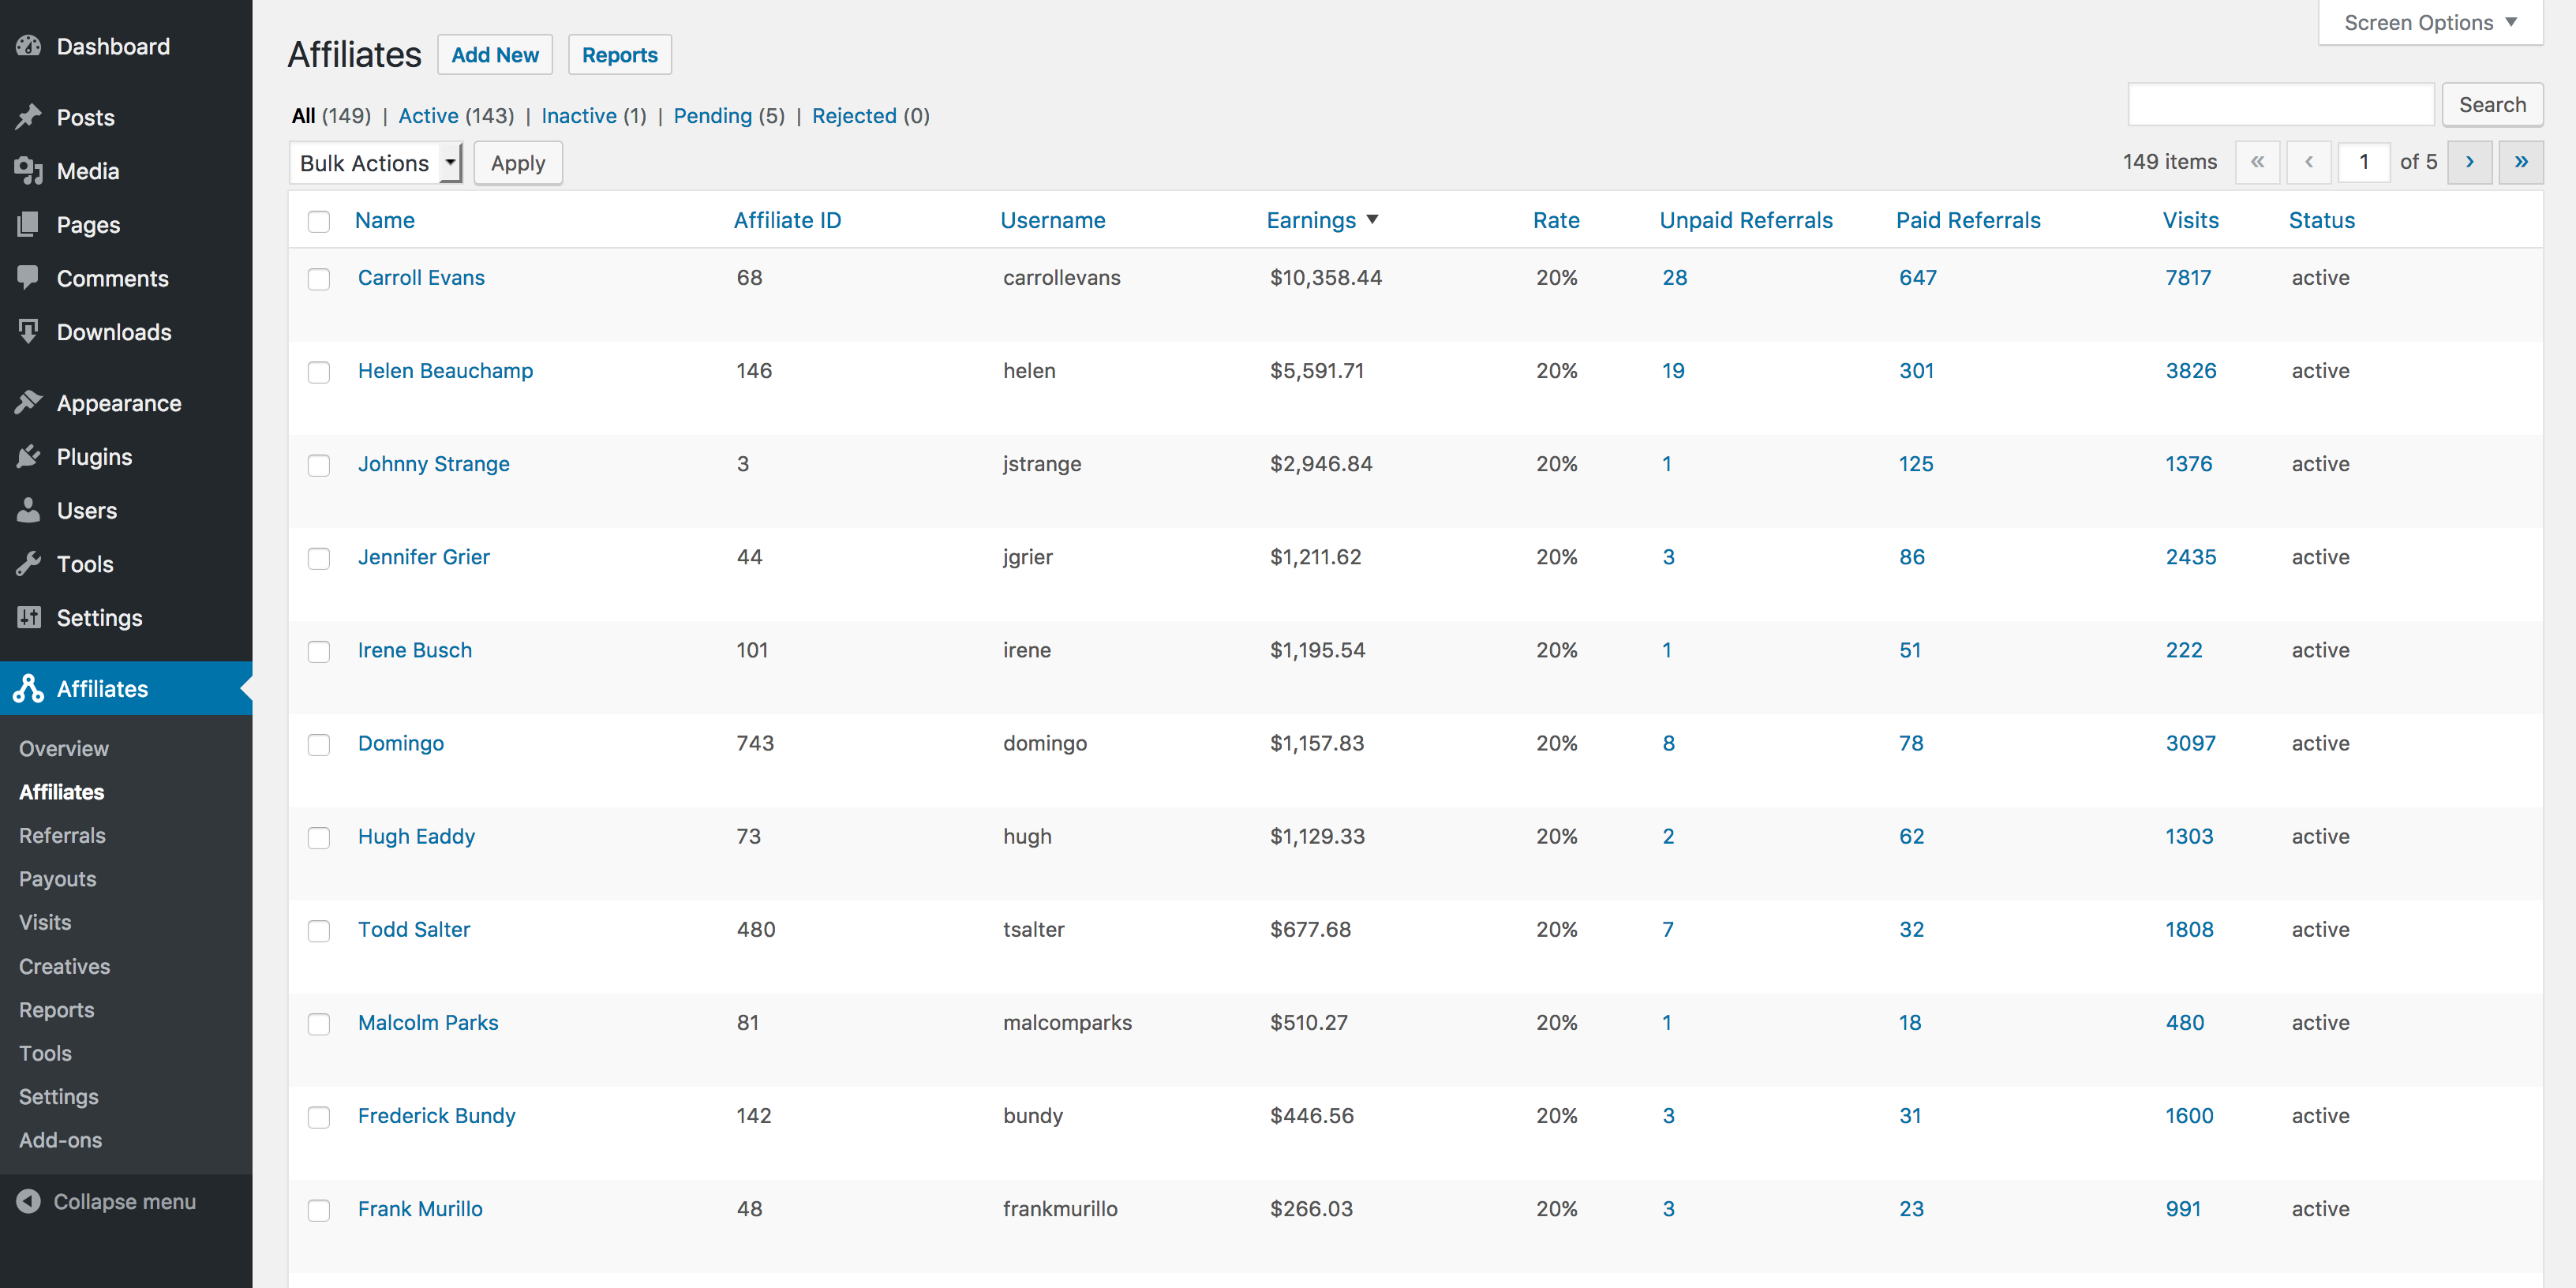 Dashboard
Posts
Media
Pages
Comments
Downloads
Appearance
Plugins
Users
Tools
Settings
Affiliates
Overview
Affiliates
Referrals
Payouts
Visits
Creatives
Reports
Tools
Settings
Add-ons
Collapse menu
Screen Options
Affiliates Add New Reports
All (149) | Active (143) | Inactive (1) | Pending (5) | Rejected (0)
Search
Bulk Actions Apply 149 items « ‹ 1 of 5 › »
Name Affiliate ID Username Earnings Rate Unpaid Referrals Paid Referrals Visits Status
Carroll Evans 68 carrollevans $10,358.44 20% 28 647 7817 active
Helen Beauchamp 146 helen $5,591.71 20% 19 301 3826 active
Johnny Strange 3 jstrange $2,946.84 20% 1 125 1376 active
Jennifer Grier 44 jgrier $1,211.62 20% 3 86 2435 active
Irene Busch 101 irene $1,195.54 20% 1 51 222 active
Domingo 743 domingo $1,157.83 20% 8 78 3097 active
Hugh Eaddy 73 hugh $1,129.33 20% 2 62 1303 active
Todd Salter 480 tsalter $677.68 20% 7 32 1808 active
Malcolm Parks 81 malcomparks $510.27 20% 1 18 480 active
Frederick Bundy 142 bundy $446.56 20% 3 31 1600 active
Frank Murillo 48 frankmurillo $266.03 20% 3 23 991 active